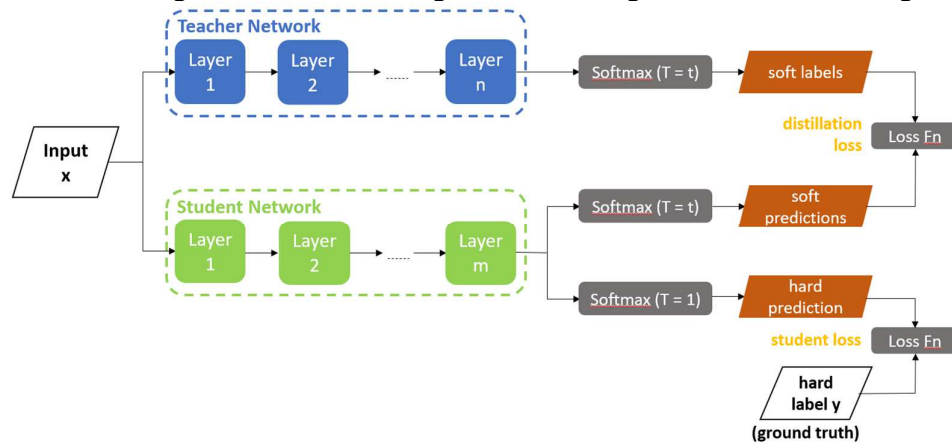 Teacher Network
Layer
1
Layer
2
......
Layer
n
Softmax (T = t)
soft labels
distillation
loss
Loss Fn
Input
x
Student Network
Layer
1
Layer
2
......
Layer
m
Softmax (T = t)
soft
predictions
Softmax (T = 1)
hard
prediction
student loss
Loss Fn
hard
label y
(ground truth)